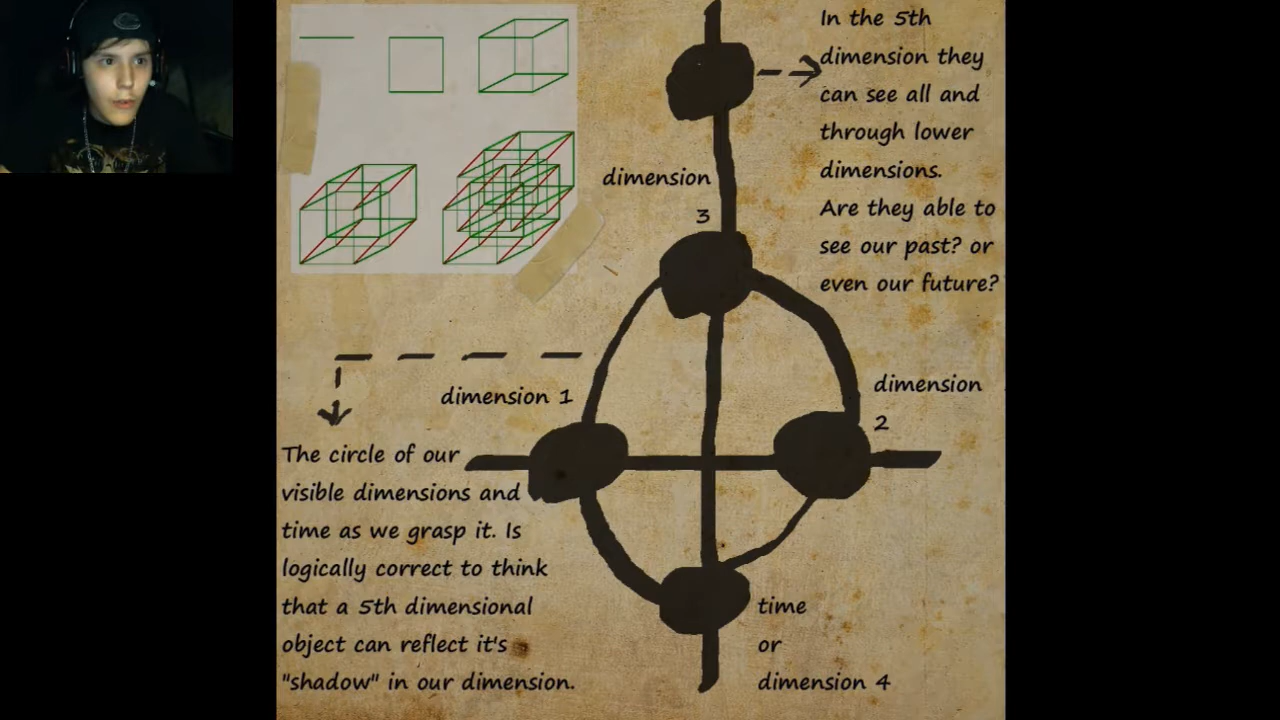 In the 5th
dimension they
can see all and
through lower
dimensions.
Are they able to
see our past? or
even our future?
dimension
3
dimension 1
dimension
2
The circle of our
visible dimensions and
time as we grasp it. Is
logically correct to think
that a 5th dimensional
object can reflect it's
"shadow" in our dimension.
time
or
dimension 4